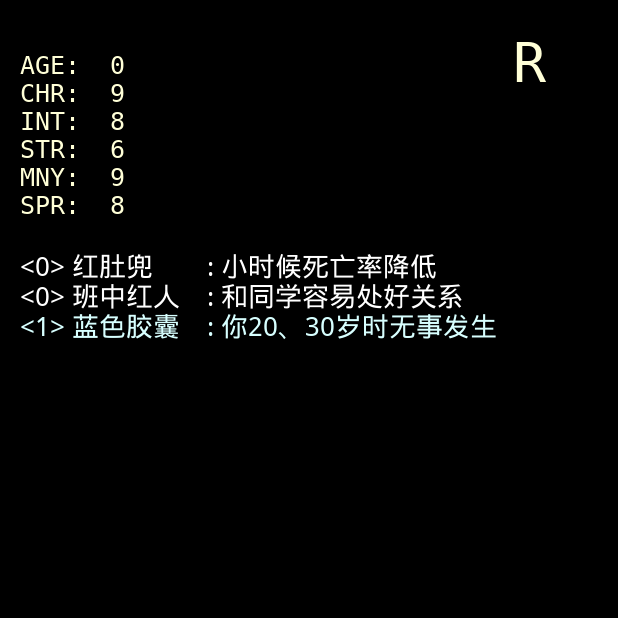 R
AGE: 0
CHR: 9
INT: 8
STR: 6
MNY: 9
SPR: 8
<0> 红肚兜 : 小时候死亡率降低
<0> 班中红人 : 和同学容易处好关系
<1> 蓝色胶囊 : 你20、30岁时无事发生